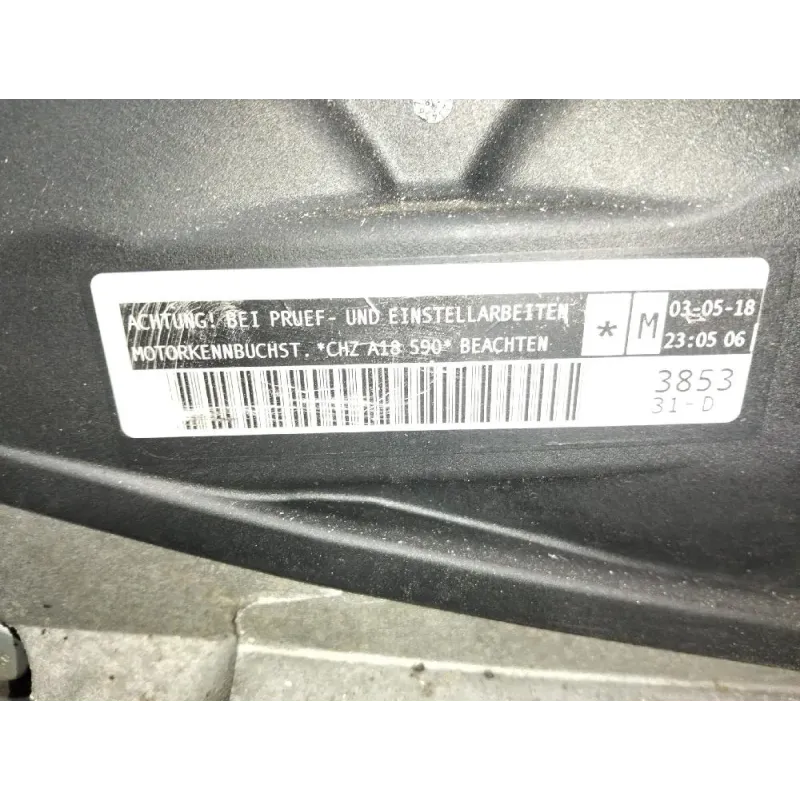 ACHTUNG! BEI PRUEF- UND EINSTELLARBEITEN
MOTORKENNBUCHST. *CHZ A18 590* BEACHTEN
* M
03-05-18
23:05 06
3853
31-D